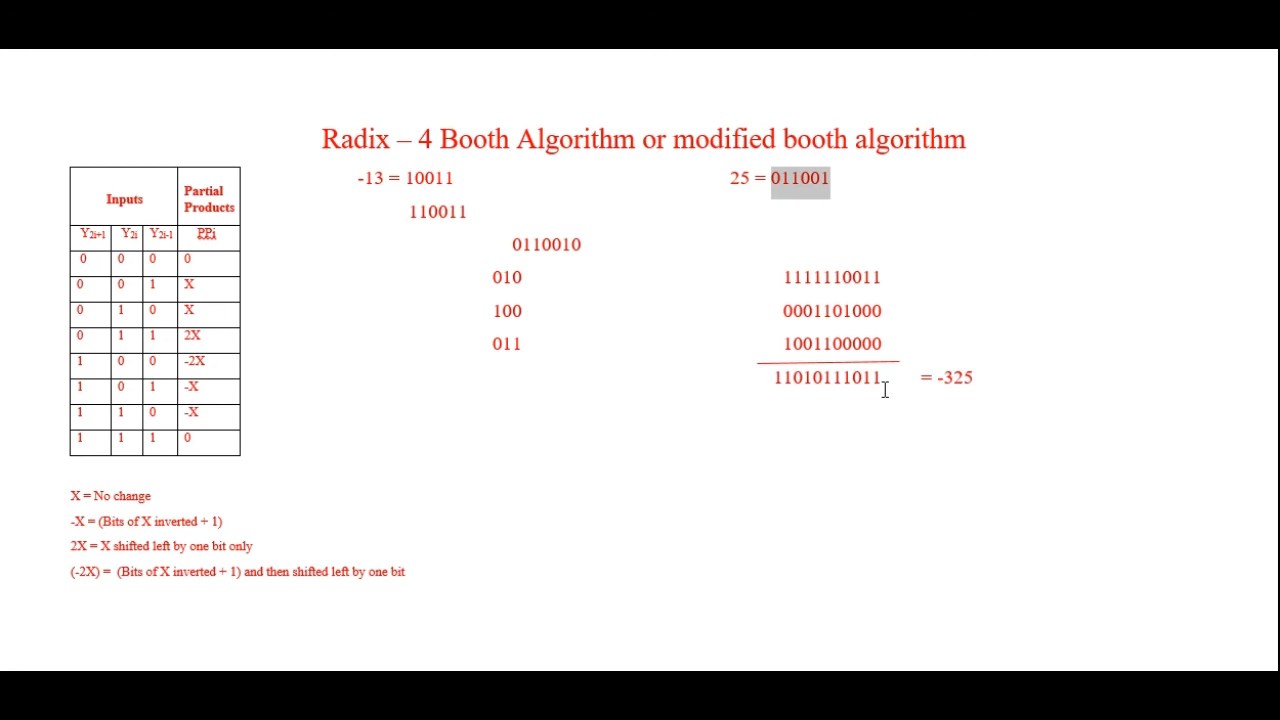 Radix – 4 Booth Algorithm or modified booth algorithm
-13 = 10011
25 = 011001
110011
0110010
010
1111110011
100
0001101000
011
1001100000
11010111011
= -325
Inputs
Partial Products
Y2i+1 Y2i Y2i-1 PPi
0 0 0 0
0 0 1 X
0 1 0 X
0 1 1 2X
1 0 0 -2X
1 0 1 -X
1 1 0 -X
1 1 1 0
X = No change
-X = (Bits of X inverted + 1)
2X = X shifted left by one bit only
(-2X) = (Bits of X inverted + 1) and then shifted left by one bit